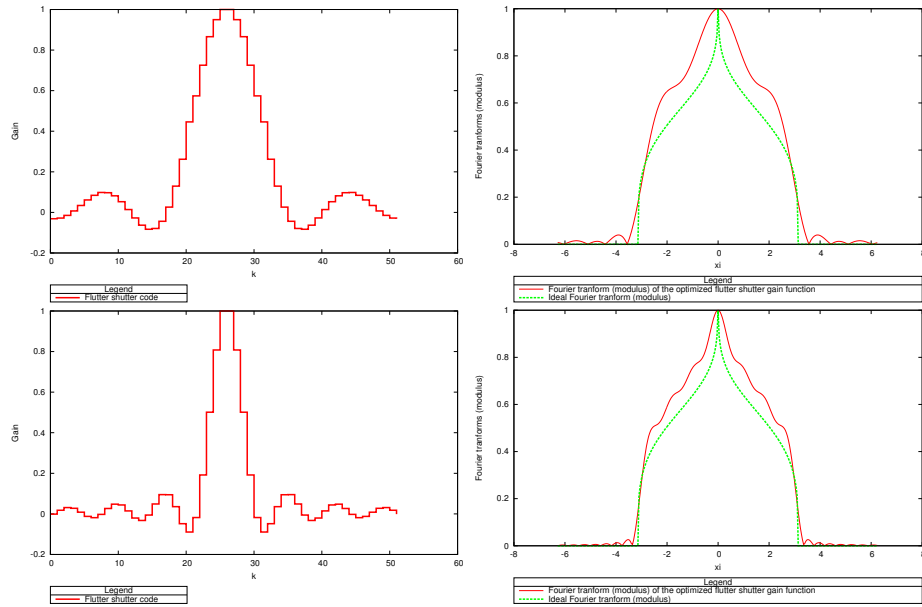 1
0.8
0.6
0.4
0.2
0
-0.2
Gain
0 10 20 30 40 50 60
k
Legend
Flutter shutter code
1
0.8
0.6
0.4
0.2
0
Fourier tranforms (modulus)
-8 -6 -4 -2 0 2 4 6 8
xi
Legend
Fourier tranform (modulus) of the optimized flutter shutter gain function
Ideal Fourier tranform (modulus)
1
0.8
0.6
0.4
0.2
0
-0.2
Gain
0 10 20 30 40 50 60
k
Legend
Flutter shutter code
1
0.8
0.6
0.4
0.2
0
Fourier tranforms (modulus)
-8 -6 -4 -2 0 2 4 6 8
xi
Legend
Fourier tranform (modulus) of the optimized flutter shutter gain function
Ideal Fourier tranform (modulus)